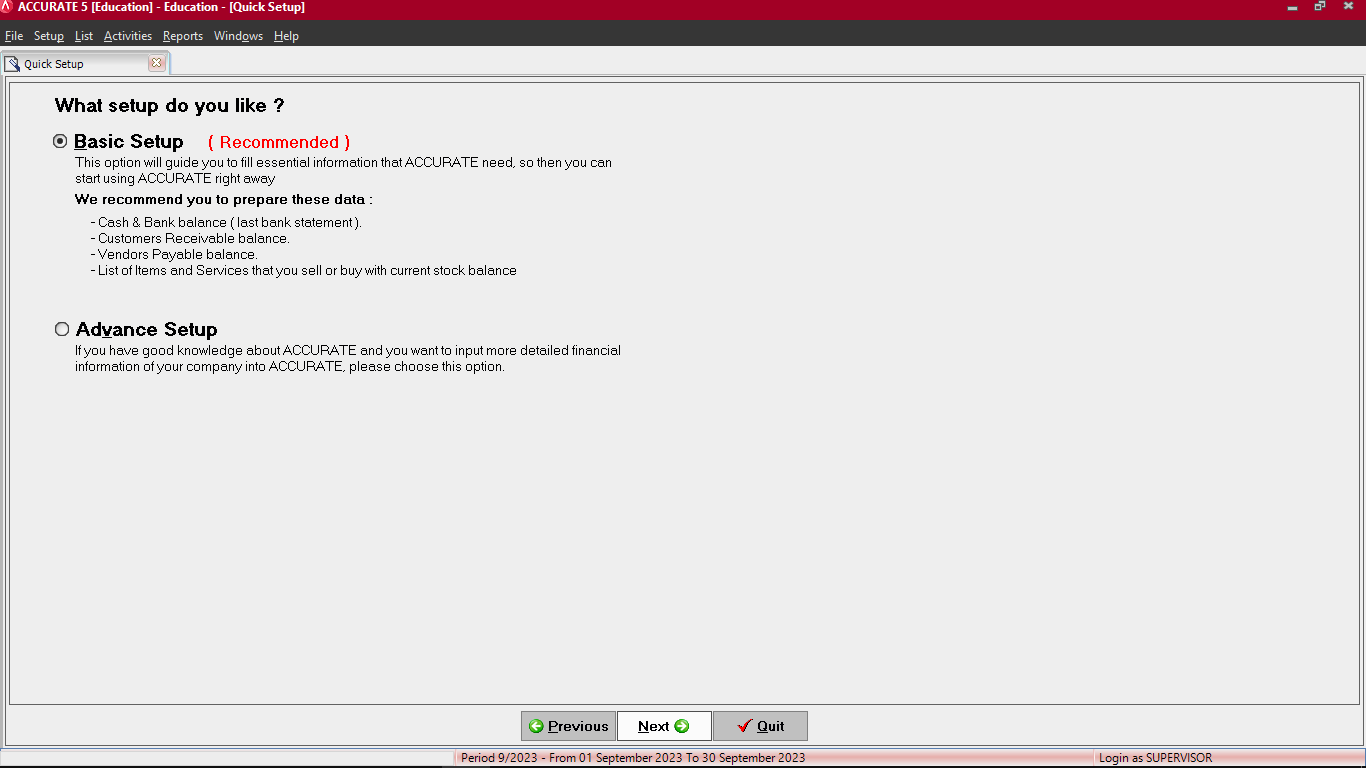 ACCURATE 5 [Education] - Education - [Quick Setup]
File Setup List Activities Reports Windows Help
Quick Setup
What setup do you like ?
Basic Setup ( Recommended )
This option will guide you to fill essential information that ACCURATE need, so then you can
start using ACCURATE right away
We recommend you to prepare these data :
- Cash & Bank balance ( last bank statement ).
- Customers Receivable balance.
- Vendors Payable balance.
- List of Items and Services that you sell or buy with current stock balance
Advance Setup
If you have good knowledge about ACCURATE and you want to input more detailed financial
information of your company into ACCURATE, please choose this option.
Previous Next Quit
Period 9/2023 - From 01 September 2023 To 30 September 2023 Login as SUPERVISOR